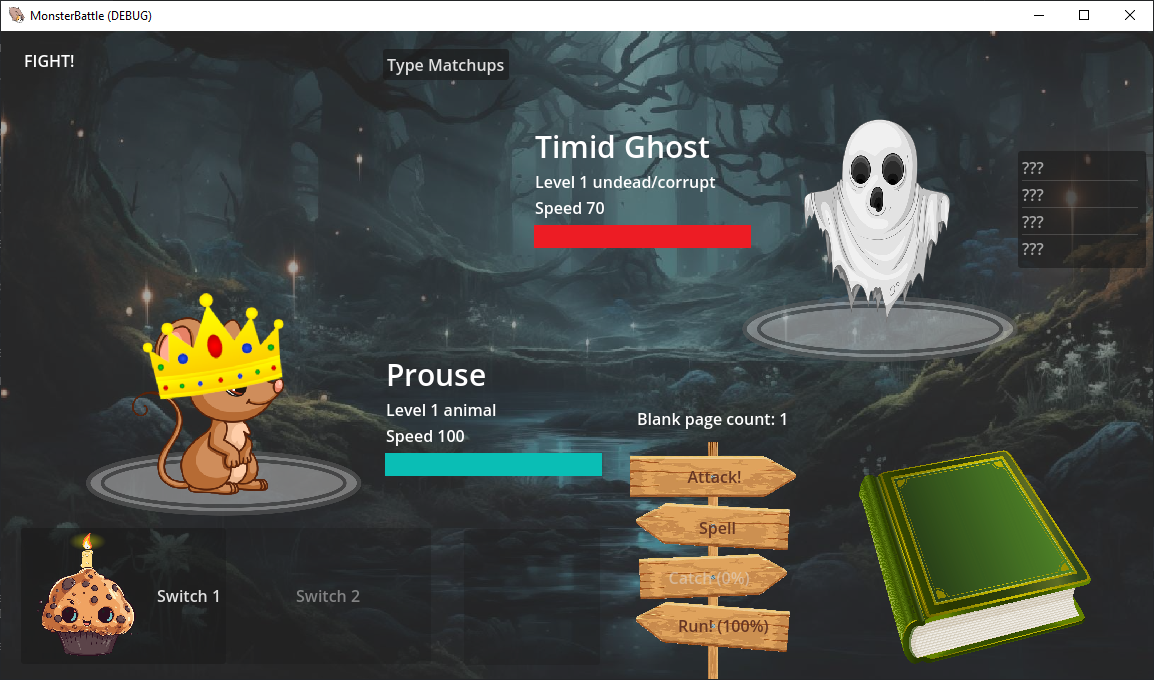 MonsterBattle (DEBUG)
FIGHT!
Type Matchups
Timid Ghost
Level 1 undead/corrupt
Speed 70
???
???
???
???
Prouse
Level 1 animal
Speed 100
Blank page count: 1
Attack!
Spell
Catch (0%)
Run! (100%)
Switch 1
Switch 2